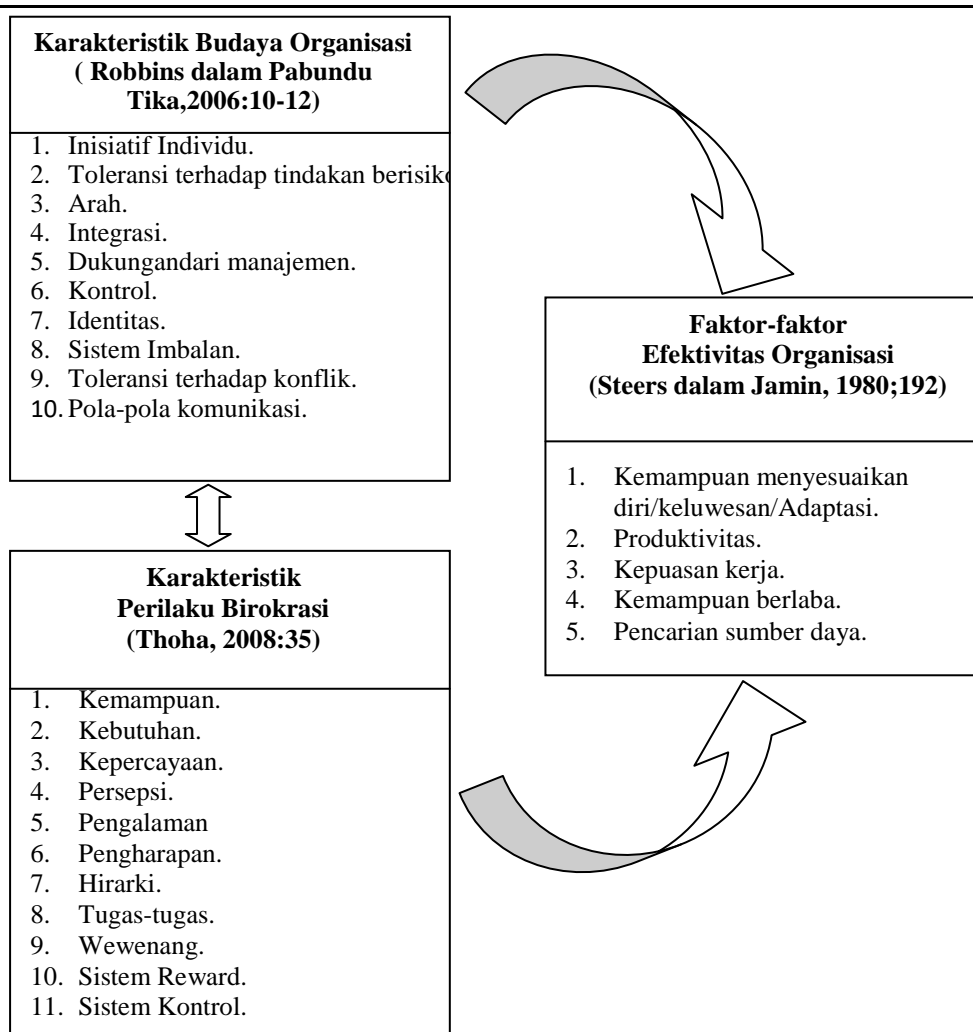 Karakteristik Budaya Organisasi
( Robbins dalam Pabundu
Tika,2006:10-12)
1. Inisiatif Individu.
2. Toleransi terhadap tindakan berisiko
3. Arah.
4. Integrasi.
5. Dukungandari manajemen.
6. Kontrol.
7. Identitas.
8. Sistem Imbalan.
9. Toleransi terhadap konflik.
10. Pola-pola komunikasi.
Karakteristik
Perilaku Birokrasi
(Thoha, 2008:35)
1. Kemampuan.
2. Kebutuhan.
3. Kepercayaan.
4. Persepsi.
5. Pengalaman
6. Pengharapan.
7. Hirarki.
8. Tugas-tugas.
9. Wewenang.
10. Sistem Reward.
11. Sistem Kontrol.
Faktor-faktor
Efektivitas Organisasi
(Steers dalam Jamin, 1980;192)
1. Kemampuan menyesuaikan
diri/keluwesan/Adaptasi.
2. Produktivitas.
3. Kepuasan kerja.
4. Kemampuan berlaba.
5. Pencarian sumber daya.